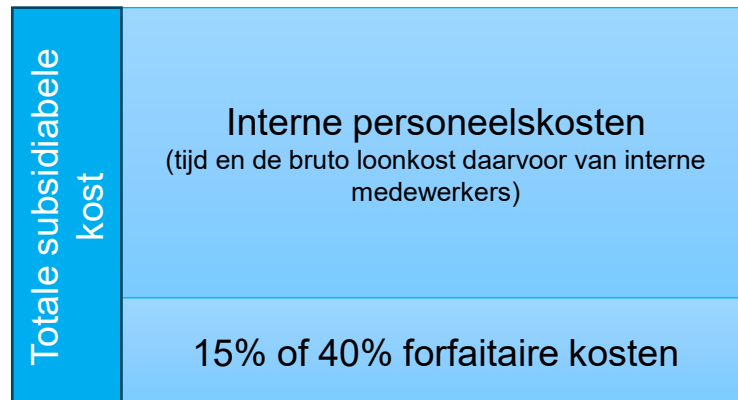 Totale subsidiabele
kost
Interne personeelskosten
(tijd en de bruto loonkost daarvoor van interne
medewerkers)
15% of 40% forfaitaire kosten